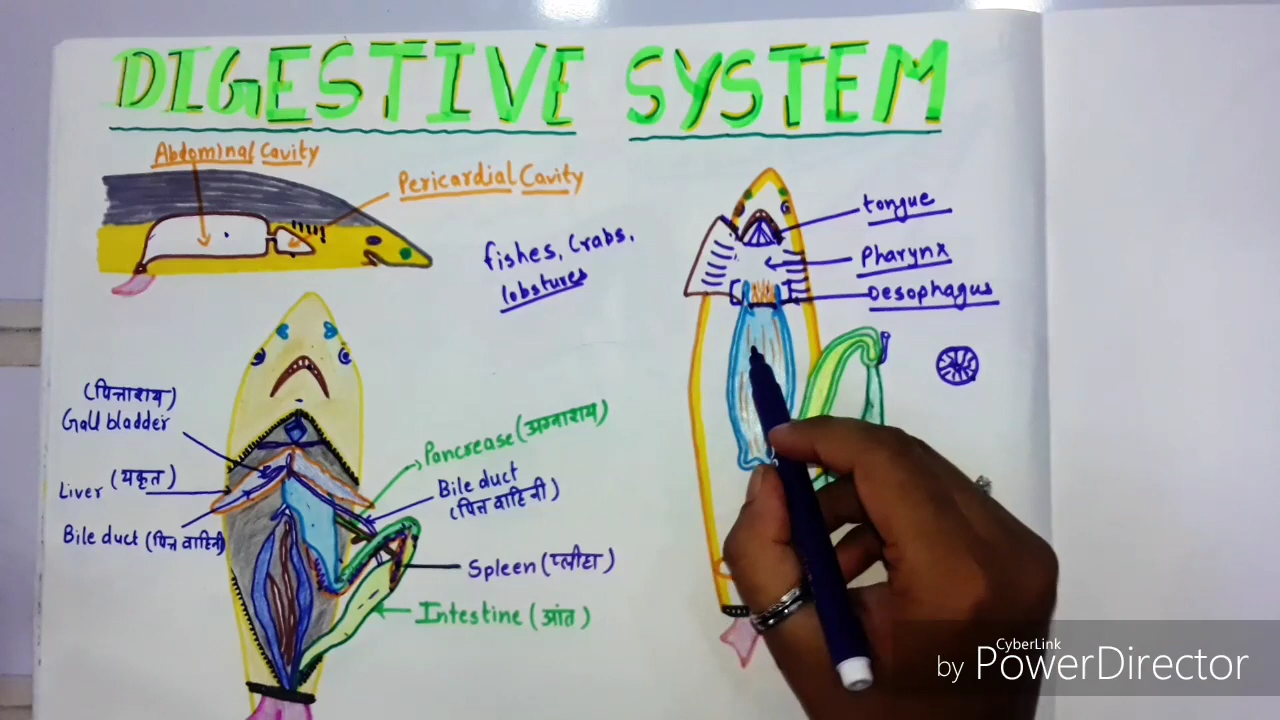 DIGESTIVE SYSTEM
Abdominal Cavity
Pericardial Cavity
fishes, Crabs,
lobstures
tongue
Pharynx
Oesophagus
(पित्ताशय)
Gall bladder
Liver (यकृत)
Bile duct (पित्त वाहिनी)
Pancrease (अग्नाशय)
Bile duct
(पित्त वाहिनी)
Spleen (प्लीहा)
Intestine (आंत)
CyberLink
by PowerDirector